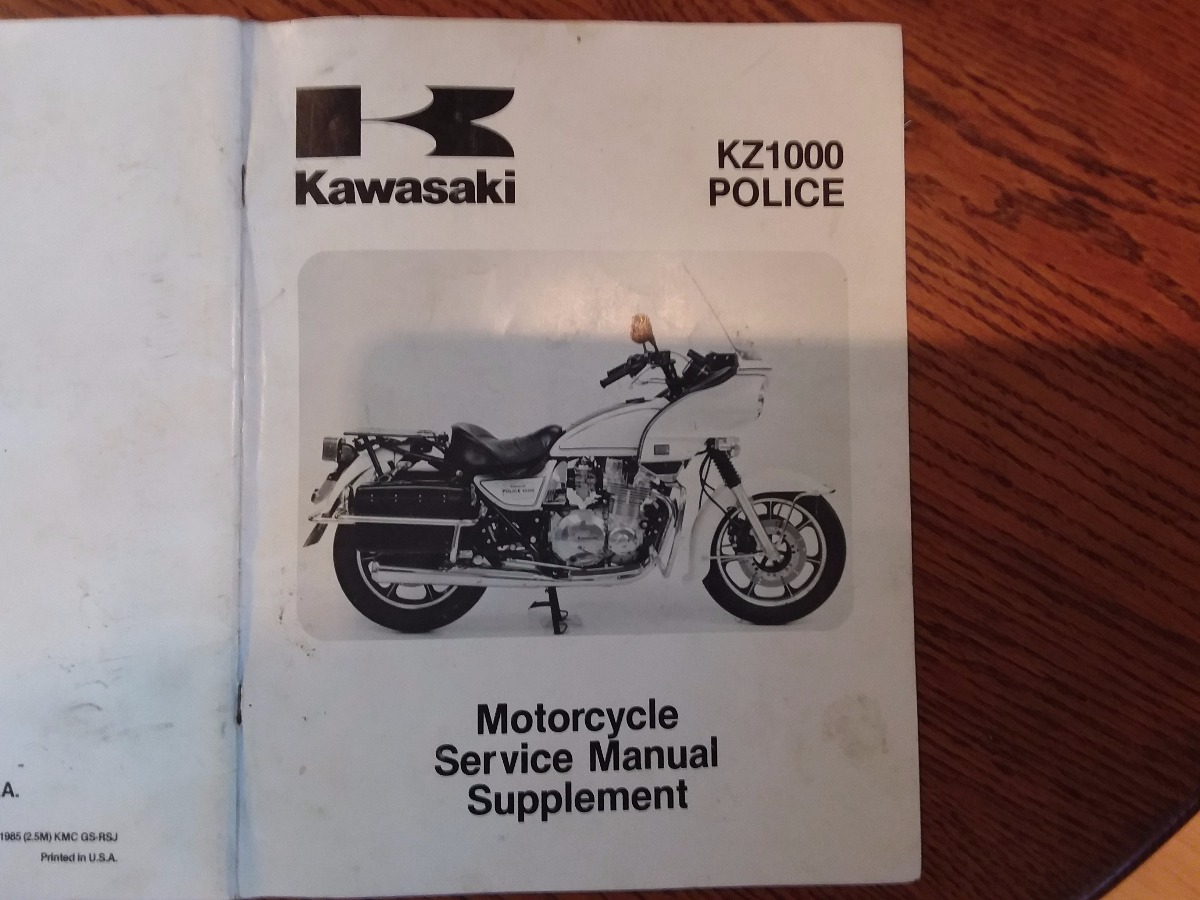 Kawasaki
KZ1000
POLICE
Motorcycle
Service Manual
Supplement
.A.
1985 (2.5M) KMC GS-RSJ
Printed in U.S.A.